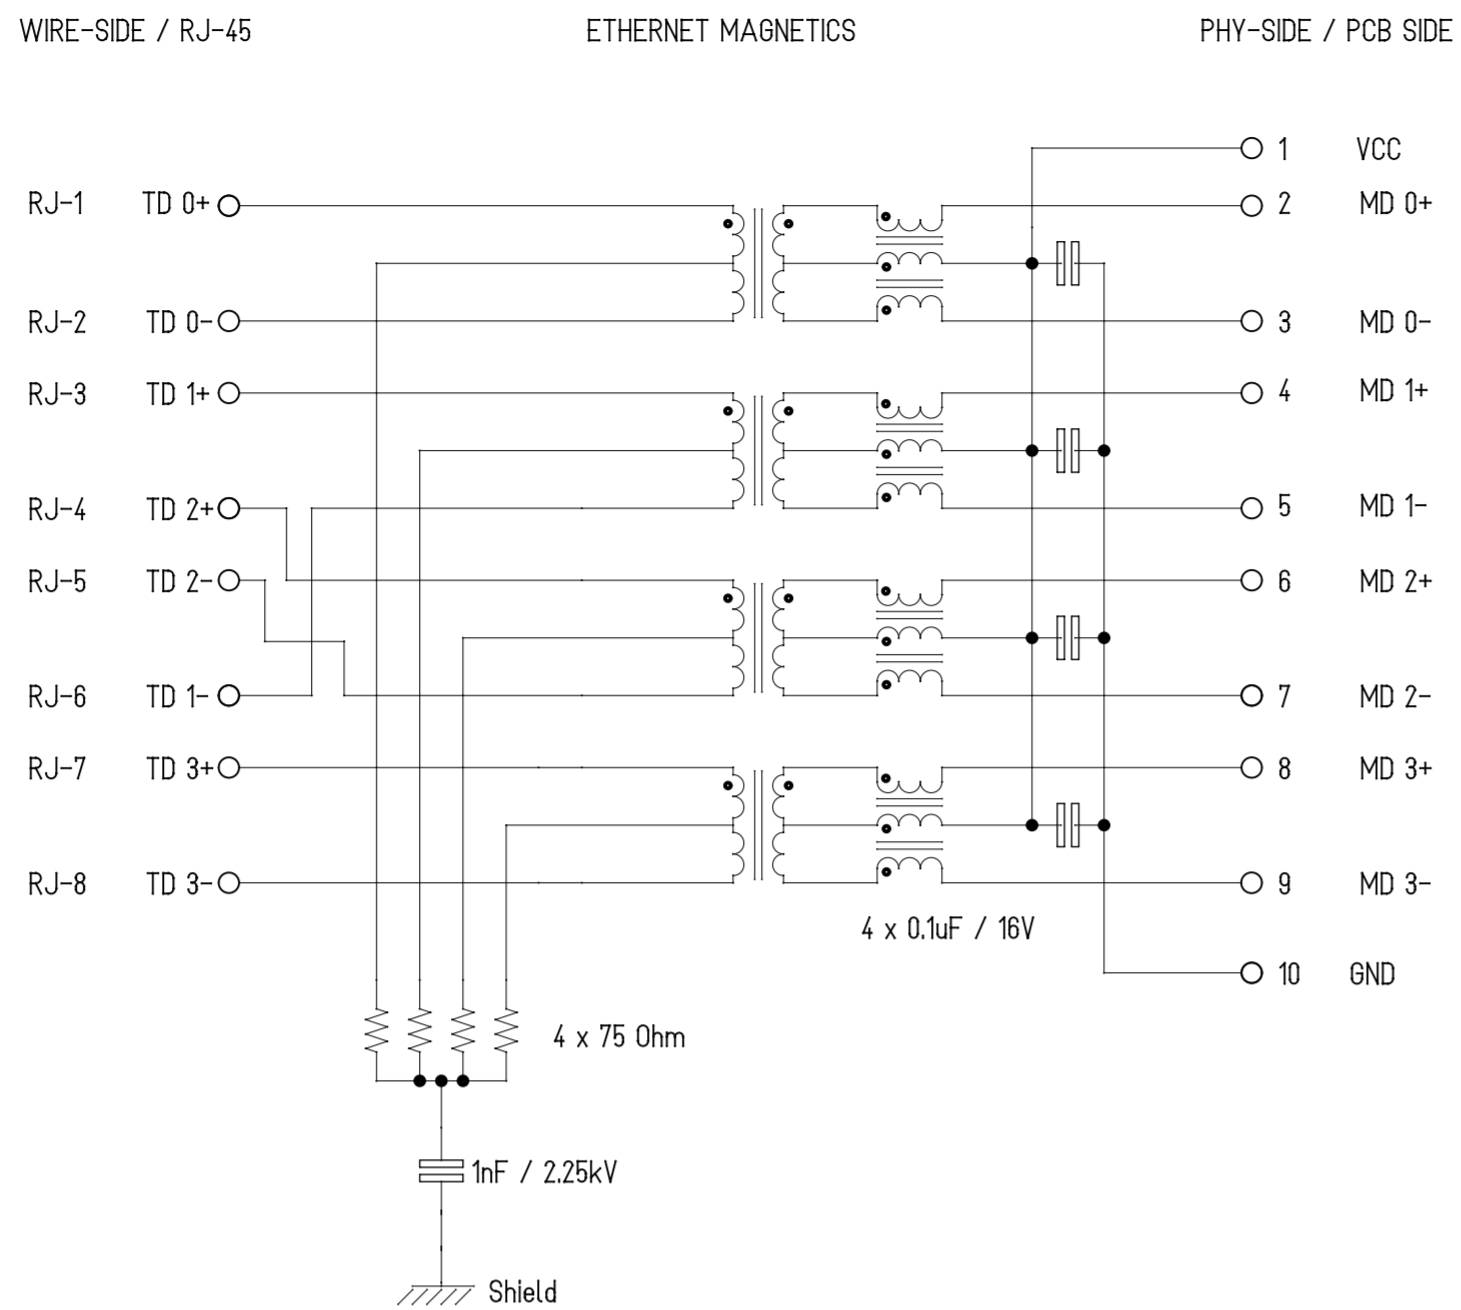 WIRE-SIDE / RJ-45 ETHERNET MAGNETICS PHY-SIDE / PCB SIDE
1 VCC
RJ-1 TD 0+ 2 MD 0+
RJ-2 TD 0- 3 MD 0-
RJ-3 TD 1+ 4 MD 1+
RJ-4 TD 2+ 5 MD 1-
RJ-5 TD 2- 6 MD 2+
RJ-6 TD 1- 7 MD 2-
RJ-7 TD 3+ 8 MD 3+
RJ-8 TD 3- 9 MD 3-
4 x 0.1uF / 16V
10 GND
4 x 75 Ohm
1nF / 2.25kV
Shield